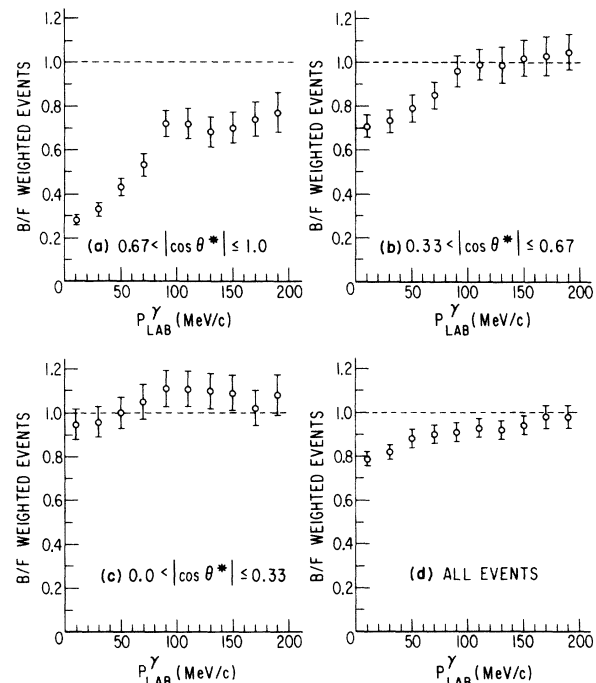 1.2
1.0
0.8
0.6
0.4
0.2
B/F WEIGHTED EVENTS
(a) 0.67 < |cos θ*| ≤ 1.0
0 50 100 150 200
P^γ_LAB (MeV/c)
1.2
1.0
0.8
0.6
0.4
0.2
B/F WEIGHTED EVENTS
(b) 0.33 < |cos θ*| ≤ 0.67
0 50 100 150 200
P^γ_LAB (MeV/c)
1.2
1.0
0.8
0.6
0.4
0.2
B/F WEIGHTED EVENTS
(c) 0.0 < |cos θ*| ≤ 0.33
0 50 100 150 200
P^γ_LAB (MeV/c)
1.2
1.0
0.8
0.6
0.4
0.2
B/F WEIGHTED EVENTS
(d) ALL EVENTS
0 50 100 150 200
P^γ_LAB (MeV/c)